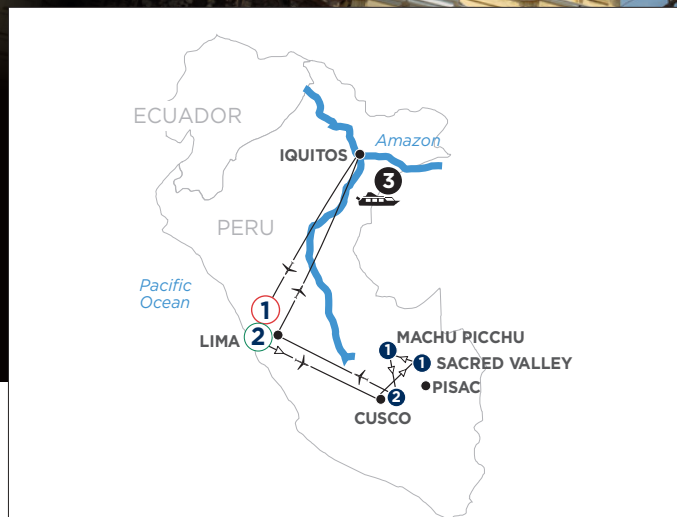 ECUADOR
Amazon
IQUITOS
3
PERU
Pacific
Ocean
1
LIMA 2
MACHU PICCHU
1
1 SACRED VALLEY
PISAC
2
CUSCO